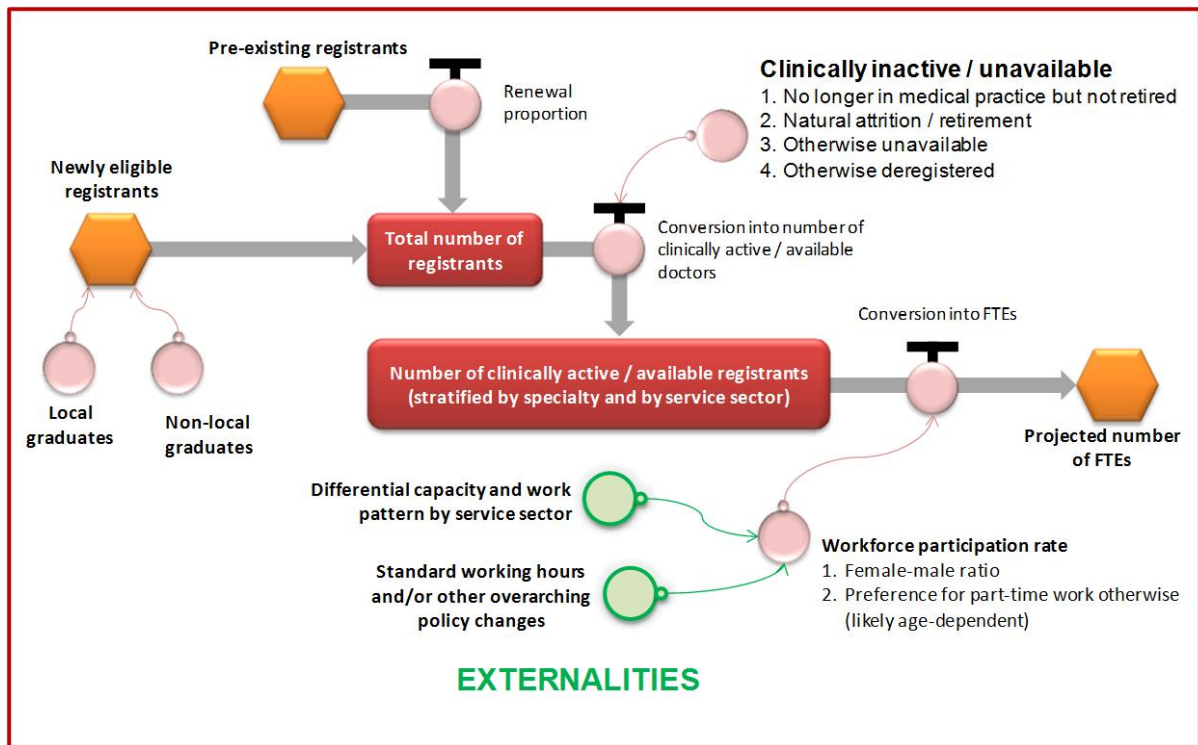 Pre-existing registrants
Renewal
proportion
Clinically inactive / unavailable
1. No longer in medical practice but not retired
2. Natural attrition / retirement
3. Otherwise unavailable
4. Otherwise deregistered
Newly eligible
registrants
Total number of
registrants
Conversion into number of
clinically active / available
doctors
Local
graduates
Non-local
graduates
Number of clinically active / available registrants
(stratified by specialty and by service sector)
Conversion into FTEs
Projected number
of FTEs
Differential capacity and work
pattern by service sector
Standard working hours
and/or other overarching
policy changes
Workforce participation rate
1. Female-male ratio
2. Preference for part-time work otherwise
(likely age-dependent)
EXTERNALITIES